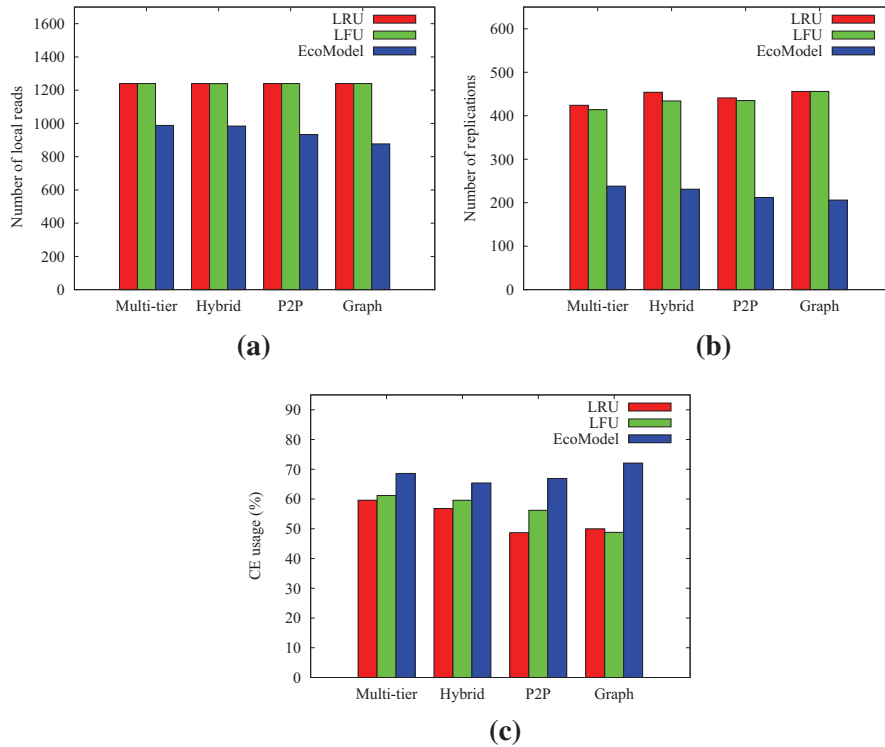 1600
1400
1200
1000
800
600
400
200
0
Number of local reads
LRU
LFU
EcoModel
Multi-tier Hybrid P2P Graph
(a)
600
500
400
300
200
100
0
Number of replications
LRU
LFU
EcoModel
Multi-tier Hybrid P2P Graph
(b)
90
80
70
60
50
40
30
20
10
0
CE usage (%)
LRU
LFU
EcoModel
Multi-tier Hybrid P2P Graph
(c)